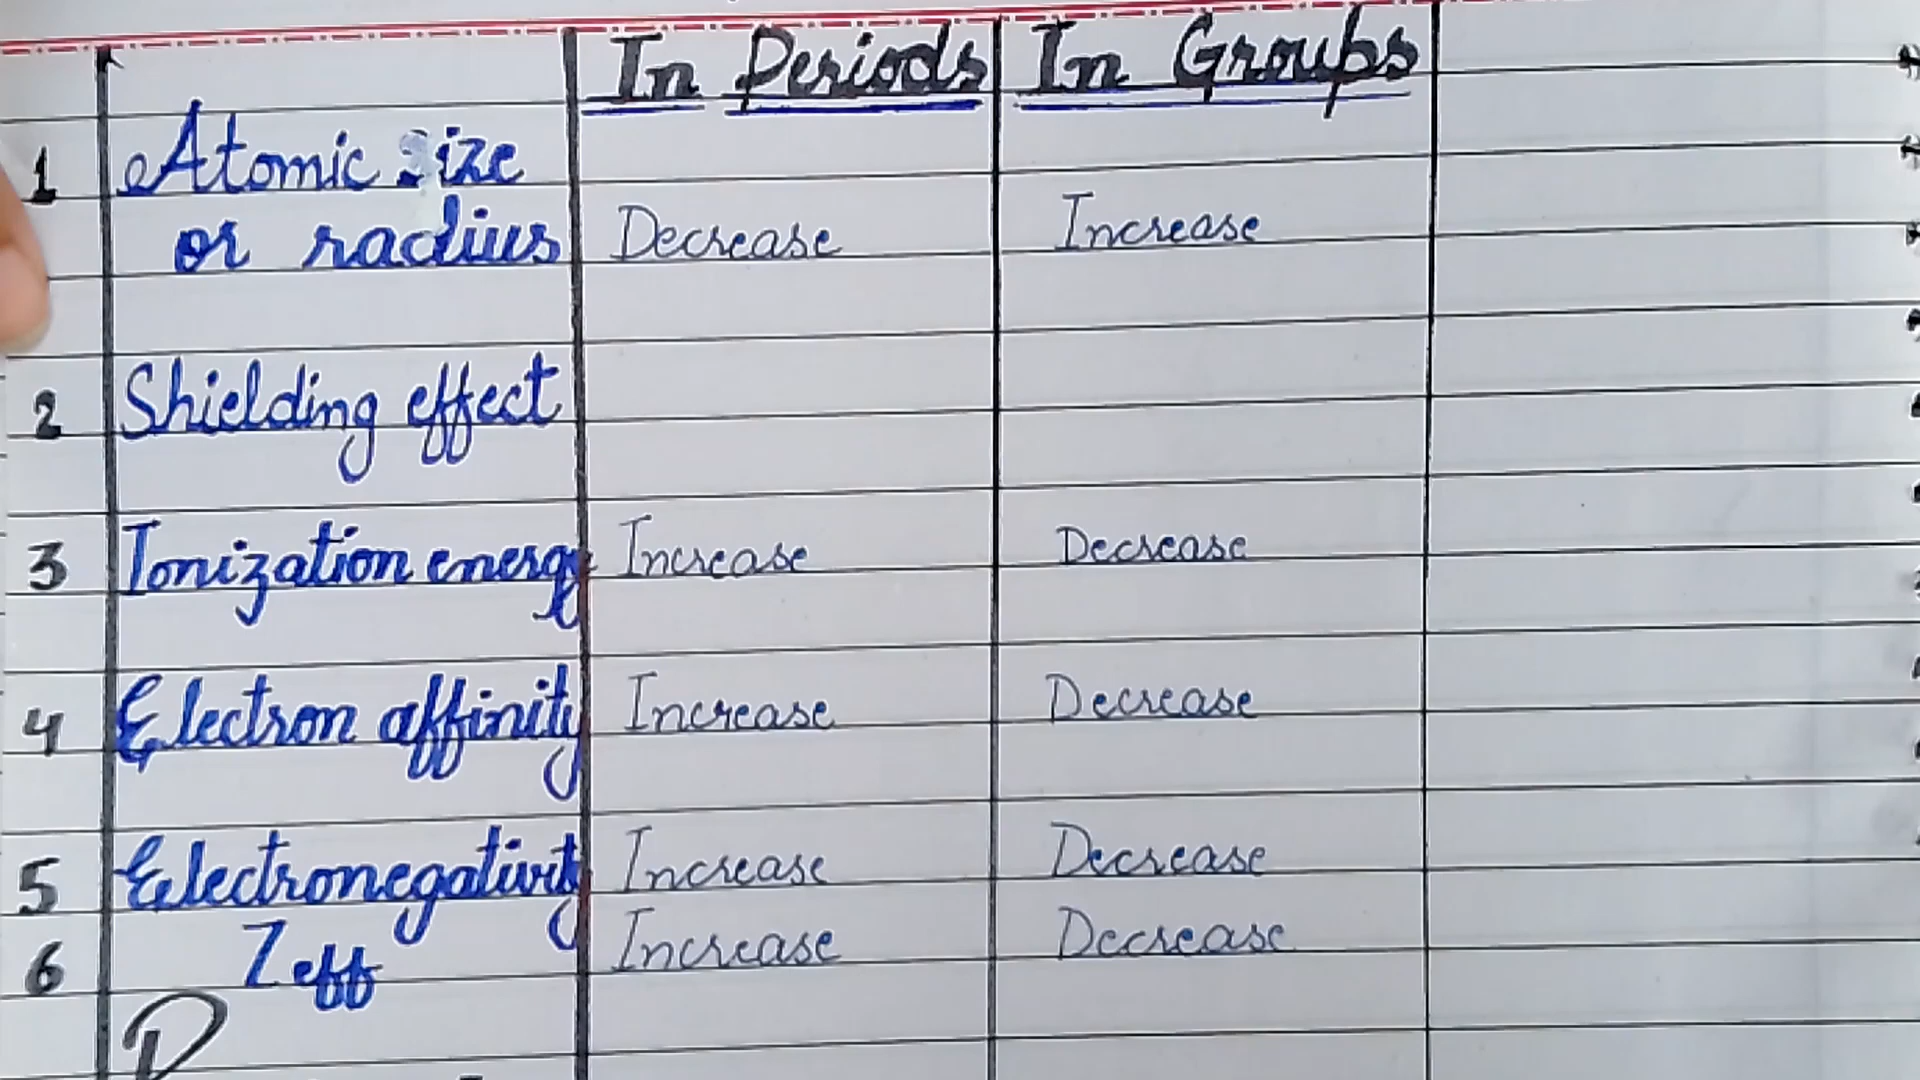 In Periods In Groups
1 Atomic size
or radius Decrease Increase
2 Shielding effect
3 Ionization energy Increase Decrease
4 Electron affinity Increase Decrease
5 Electronegativity Increase Decrease
6 Zeff Increase Decrease
D